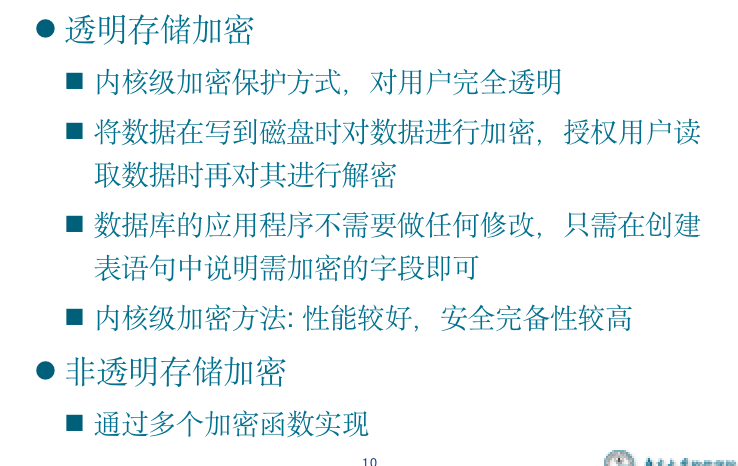 透明存储加密
内核级加密保护方式，对用户完全透明
将数据在写到磁盘时对数据进行加密，授权用户读
取数据时再对其进行解密
数据库的应用程序不需要做任何修改，只需在创建
表语句中说明需加密的字段即可
内核级加密方法: 性能较好，安全完备性较高
非透明存储加密
通过多个加密函数实现
10